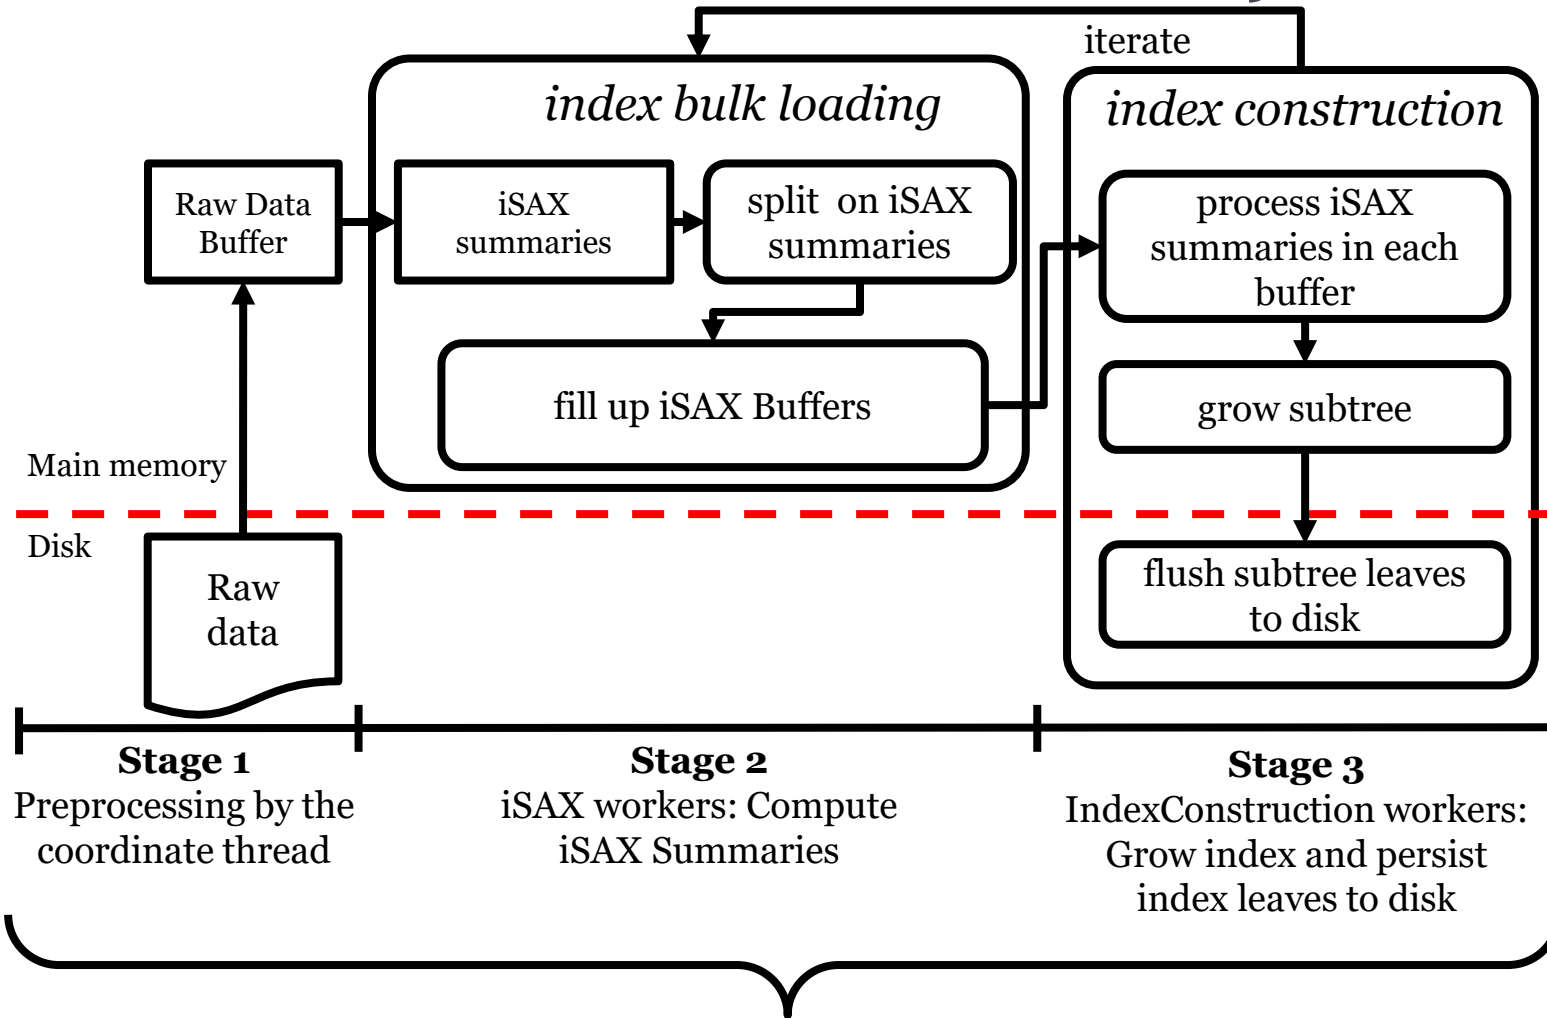 iterate
index bulk loading
index construction
Raw Data
Buffer
iSAX
summaries
split on iSAX
summaries
process iSAX
summaries in each
buffer
fill up iSAX Buffers
grow subtree
Main memory
Disk
Raw
data
flush subtree leaves
to disk
Stage 1
Preprocessing by the
coordinate thread
Stage 2
iSAX workers: Compute
iSAX Summaries
Stage 3
IndexConstruction workers:
Grow index and persist
index leaves to disk